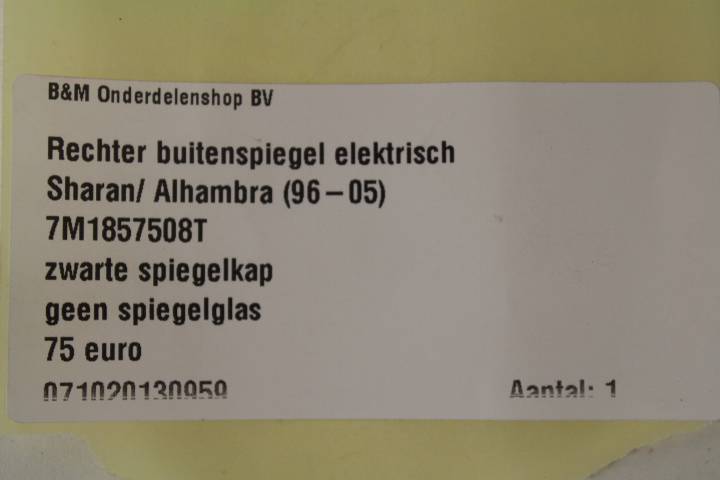 B&M Onderdelenshop BV
Rechter buitenspiegel elektrisch
Sharan/ Alhambra (96-05)
7M1857508T
zwarte spiegelkap
geen spiegelglas
75 euro
071020130959 Aantal: 1